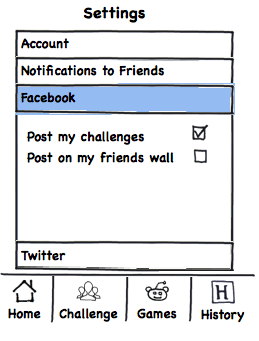 Settings
Account
Notifications to Friends
Facebook
Post my challenges
Post on my friends wall
Twitter
H
Home Challenge Games History